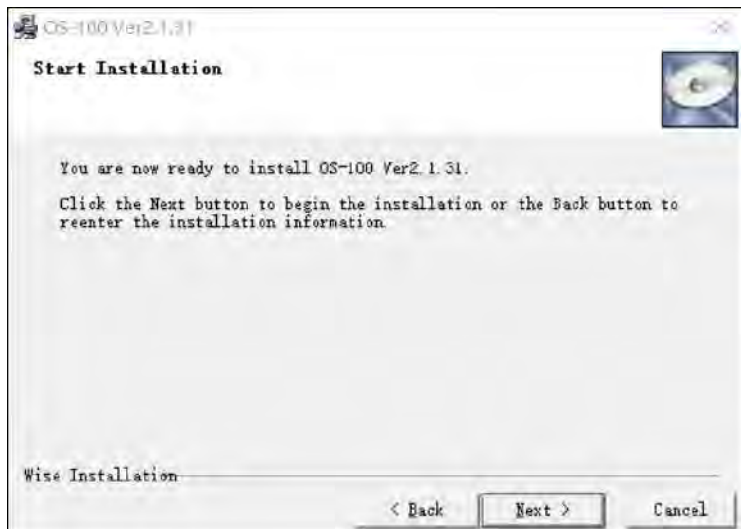 OS-100 Ver2.1.31
Start Installation
You are now ready to install OS-100 Ver2.1.31.
Click the Next button to begin the installation or the Back button to
reenter the installation information.
Wise Installation
< Back
Next >
Cancel